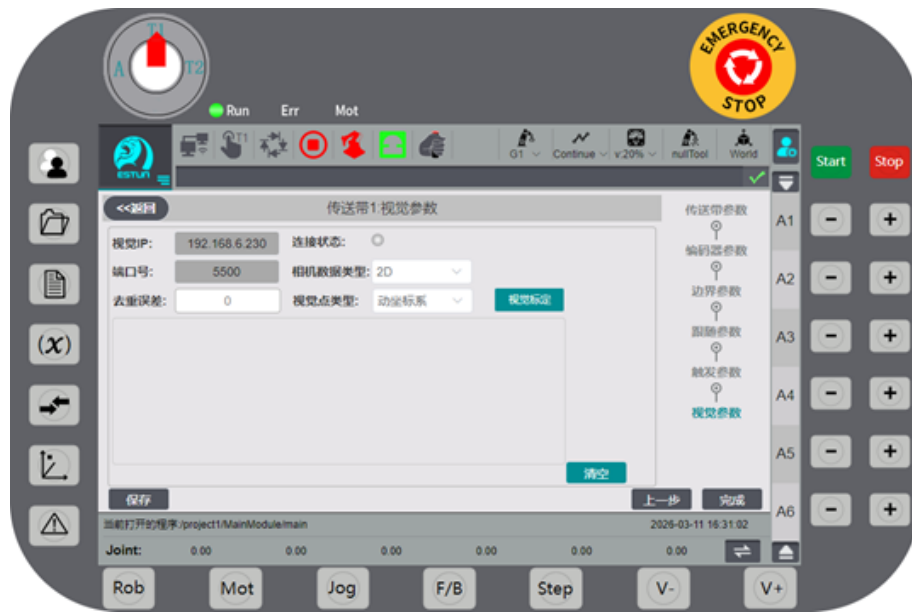 T1
A
T2
EMERGENCY
STOP
Run Err Mot
T1
ESTUN
G1
Continue
v:20%
nullTool
World
Start
Stop
<<返回
传送带1:视觉参数
传送带参数
编码器参数
边界参数
跟随参数
触发参数
视觉参数
视觉IP: 192.168.6.230 连接状态:
端口号: 5500 相机数据类型: 2D
去重误差: 0 视觉点类型: 动坐标系 视觉标定
清空
保存 上一步 完成
当前打开的程序:/project1/MainModule/main 2026-03-11 16:31:02
Joint: 0.00 0.00 0.00 0.00 0.00 0.00
A1 - +
A2 - +
A3 - +
A4 - +
A5 - +
A6 - +
(x)
Rob Mot Jog F/B Step V- V+